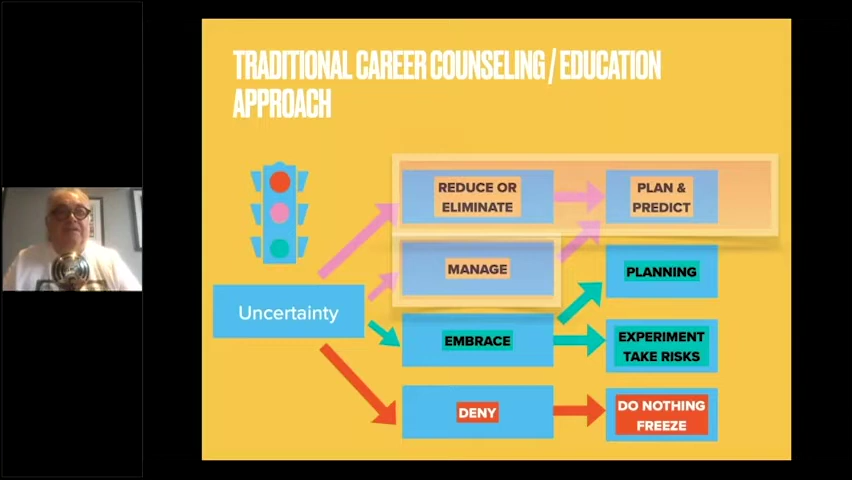 TRADITIONAL CAREER COUNSELING / EDUCATION
APPROACH
REDUCE OR
ELIMINATE
PLAN &
PREDICT
MANAGE
PLANNING
Uncertainty
EMBRACE
EXPERIMENT
TAKE RISKS
DENY
DO NOTHING
FREEZE